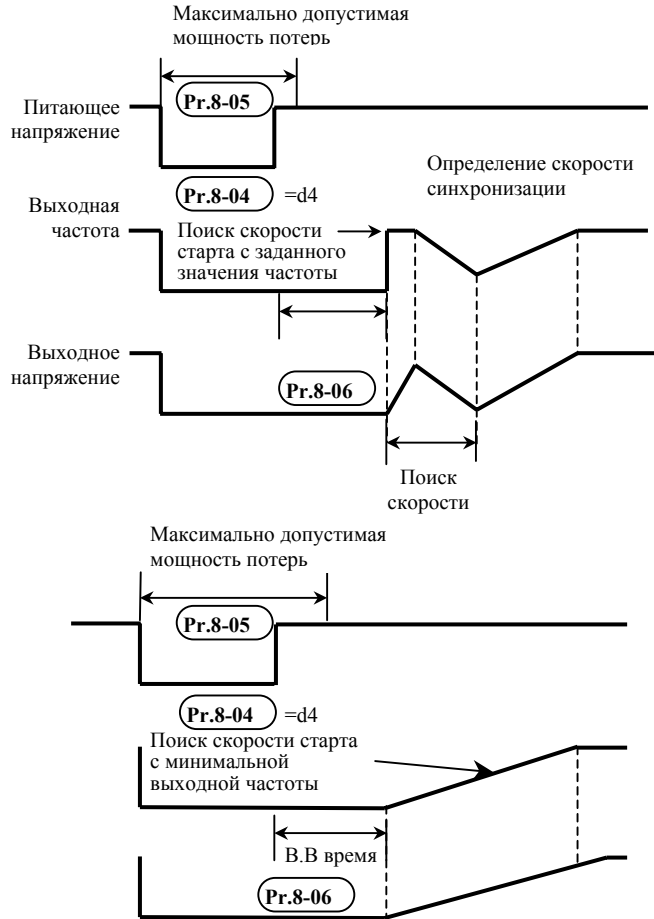 Максимально допустимая
мощность потерь
Pr.8-05
Питающее
напряжение
Определение скорости
синхронизации
Pr.8-04 =d4
Выходная
частота
Поиск скорости
старта с заданного
значения частоты
Выходное
напряжение
Pr.8-06
Поиск
скорости
Максимально допустимая
мощность потерь
Pr.8-05
Pr.8-04 =d4
Поиск скорости старта
с минимальной
выходной частоты
В.В время
Pr.8-06